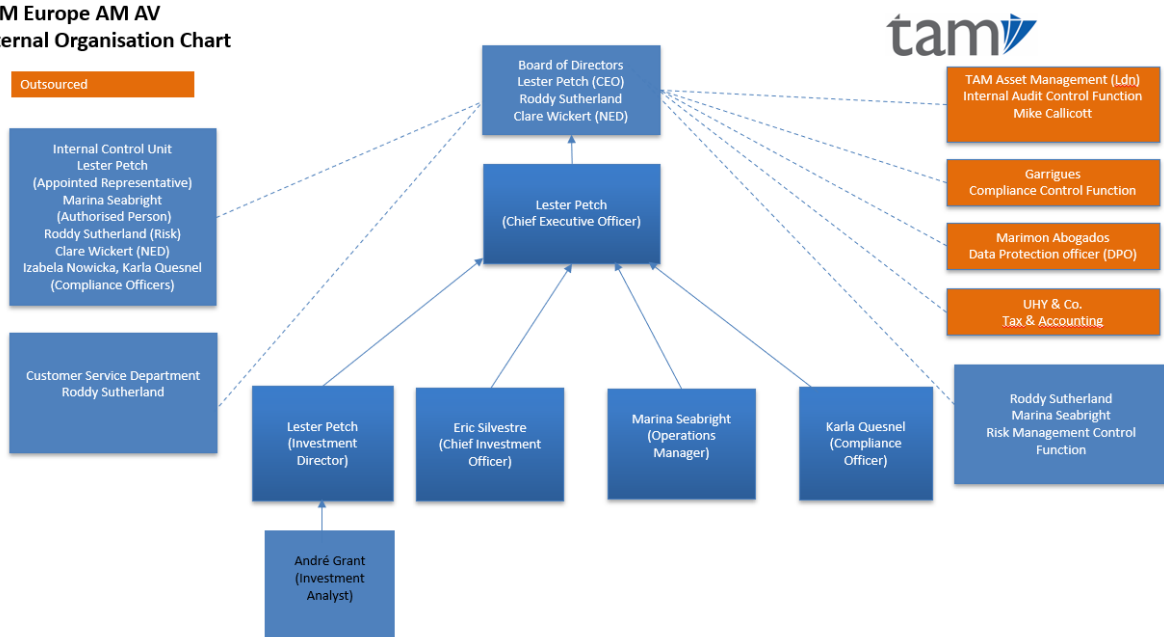 M Europe AM AV
ternal Organisation Chart
tam
Outsourced
Board of Directors
Lester Petch (CEO)
Roddy Sutherland
Clare Wickert (NED)
TAM Asset Management (Ldn)
Internal Audit Control Function
Mike Callicott
Internal Control Unit
Lester Petch
(Appointed Representative)
Marina Seabright
(Authorised Person)
Roddy Sutherland (Risk)
Clare Wickert (NED)
Izabela Nowicka, Karla Quesnel
(Compliance Officers)
Lester Petch
(Chief Executive Officer)
Garrigues
Compliance Control Function
Marimon Abogados
Data Protection officer (DPO)
UHY & Co.
Tax & Accounting
Customer Service Department
Roddy Sutherland
Lester Petch
(Investment
Director)
Eric Silvestre
(Chief Investment
Officer)
Marina Seabright
(Operations
Manager)
Karla Quesnel
(Compliance
Officer)
Roddy Sutherland
Marina Seabright
Risk Management Control
Function
André Grant
(Investment
Analyst)